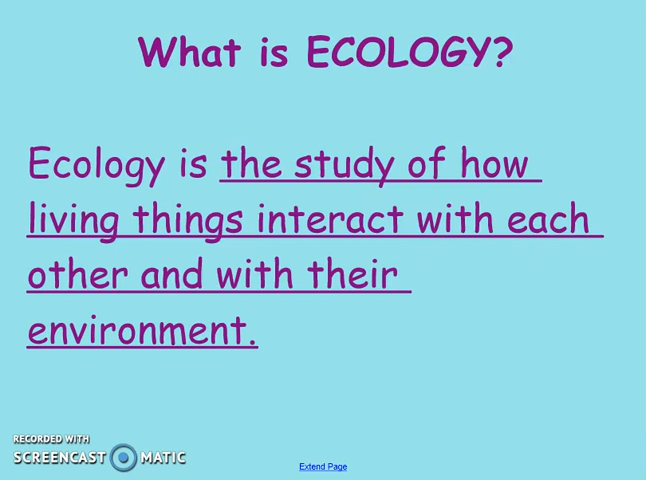 What is ECOLOGY?
Ecology is the study of how
living things interact with each
other and with their
environment.
RECORDED WITH
SCREENCAST MATIC
Extend Page